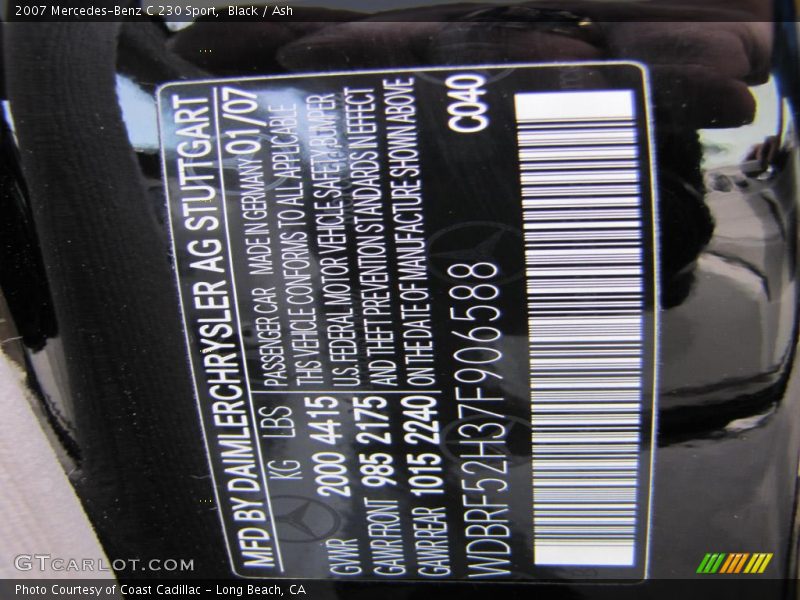 2007 Mercedes-Benz C 230 Sport, Black / Ash
MFD BY DAIMLERCHRYSLER AG STUTTGART
KG LBS PASSENGER CAR MADE IN GERMANY 01/07
GVWR 2000 4415 THIS VEHICLE CONFORMS TO ALL APPLICABLE
U.S. FEDERAL MOTOR VEHICLE SAFETY, BUMPER
GAWR FRONT 985 2175 AND THEFT PREVENTION STANDARDS IN EFFECT
GAWR REAR 1015 2240 ON THE DATE OF MANUFACTURE SHOWN ABOVE
WDBRF52H37F906588 C040
GTCARLOT.COM
Photo Courtesy of Coast Cadillac - Long Beach, CA